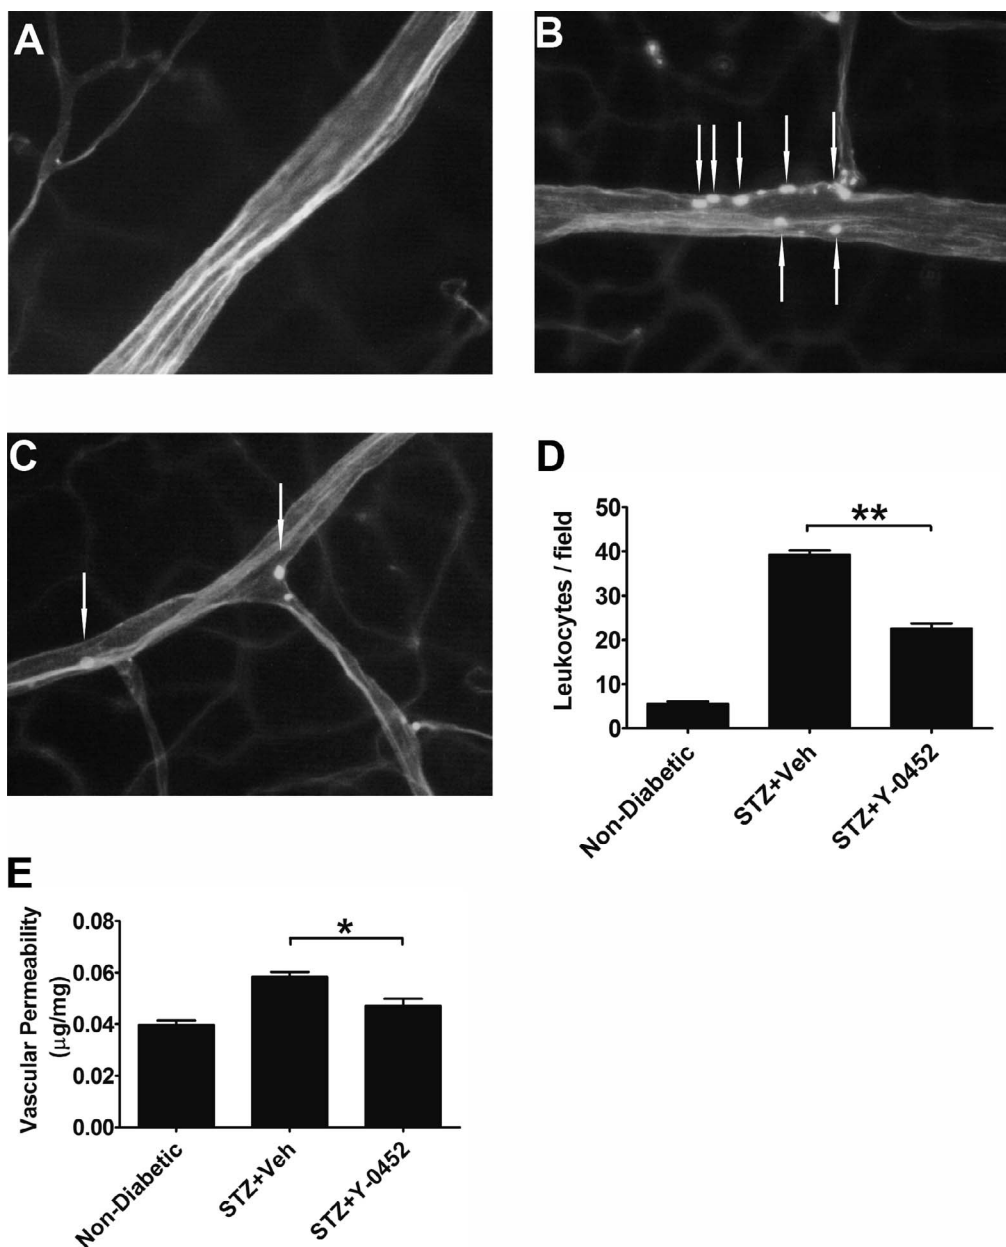 A
B
C
D
Leukocytes / field
50
40
30
20
10
0
**
Non-Diabetic
STZ+Veh
STZ+Y-0452
E
Vascular Permeability
(μg/mg)
0.08
0.06
0.04
0.02
0.00
*
Non-Diabetic
STZ+Veh
STZ+Y-0452